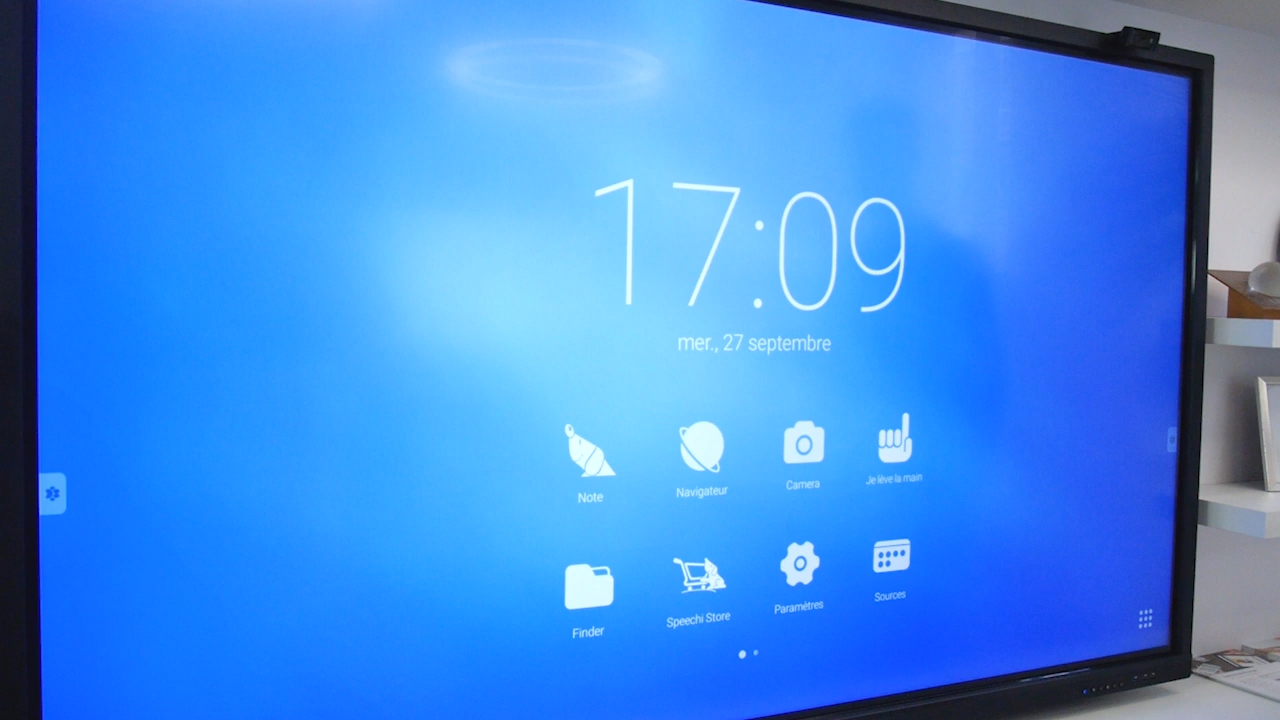 17:09
mer., 27 septembre
Note
Navigateur
Camera
Je lève la main
Finder
Speechi Store
Paramètres
Sources